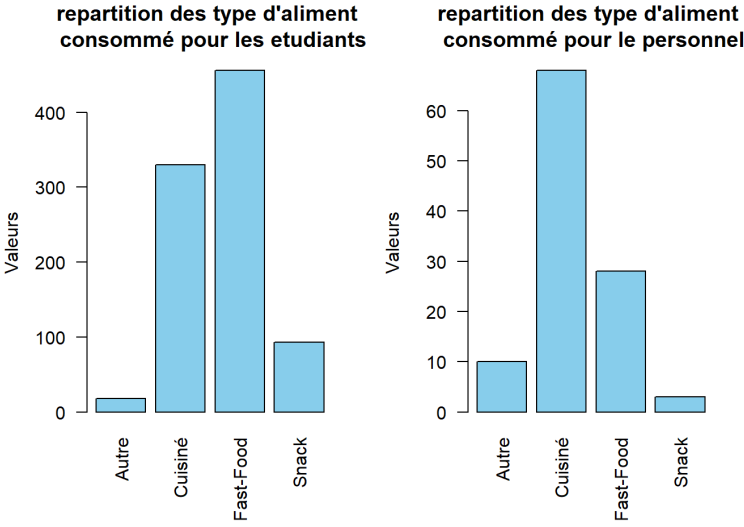 repartition des type d'aliment
consommé pour les etudiants
Valeurs
400
300
200
100
0
Autre
Cuisiné
Fast-Food
Snack
repartition des type d'aliment
consommé pour le personnel
Valeurs
60
50
40
30
20
10
0
Autre
Cuisiné
Fast-Food
Snack